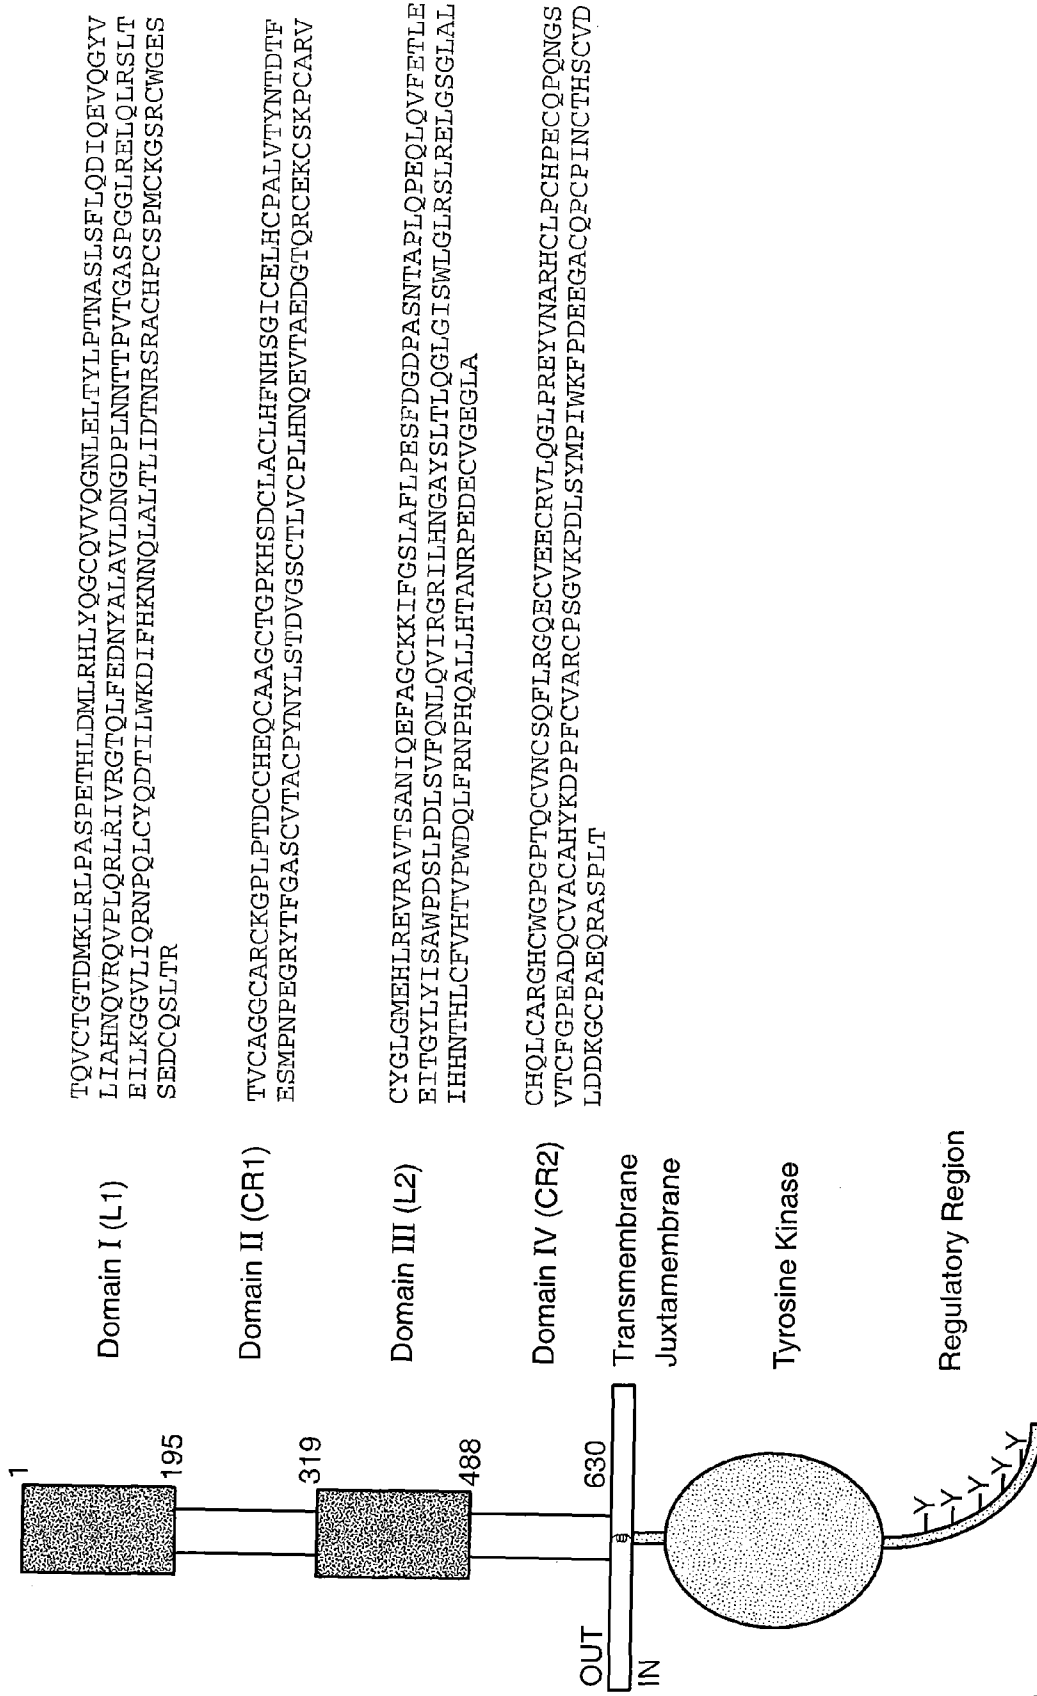 1
195
319
488
630
OUT
IN
Domain I (L1)
TQVCTGTDMKLRLPASPETHLDMLRHLYQGCQVVQGNLELTYLPTNASLSFLQDIQEVQGYV
LIAHNQVRQVPLQRLRIVRGTQLFEDNYALAVLDNGDPLNNTTPVTGASPGGLRELQLRSLT
EILKGGVLIQRNPQLCYQDTILWKDIFHKNNQLALTLIDTNRSRACHPCSPMCKGSRCWGES
SEDCQSLTR
Domain II (CR1)
TVCAGGCARCKGPLPTDCCHEQCAAGCTGPKHSDCLACLHFNHSGICELHCPALVTYNTDTF
ESMPNPEGRYTFGASCVTACPYNYLSTDVGSCTLVCPLHNQEVTAEDGTQRCEKCSKPCARV
Domain III (L2)
CYGLGMEHLREVRAVTSANIQEFAGCKKIFGSLAFLPESFDGDPASNTAPLQPEQLQVFETLE
EITGYLYISAWPDSLPDLSVFQNLQVIRGRILHNGAYSLTLQGLGISWLGLRSLRELGSGLAL
IHHNTHLCFVHTVPWDQLFRNPHQALLHTANRPEDECVGEGLA
Domain IV (CR2)
CHQLCARGHCWGPGPTQCVNCSQFLRGQECVEECRVLQGLPREYVNARHCLPCHPECQPQNGS
VTCFGPEADQCVACAHYKDPPFCVARCPSGVKPDLSYMPIWKFPDEEGACQPCPINCTHSCVD
LDDKGCPAEQRASPLT
Transmembrane
Juxtamembrane
Tyrosine Kinase
Regulatory Region
Y
Y
Y
Y
Y